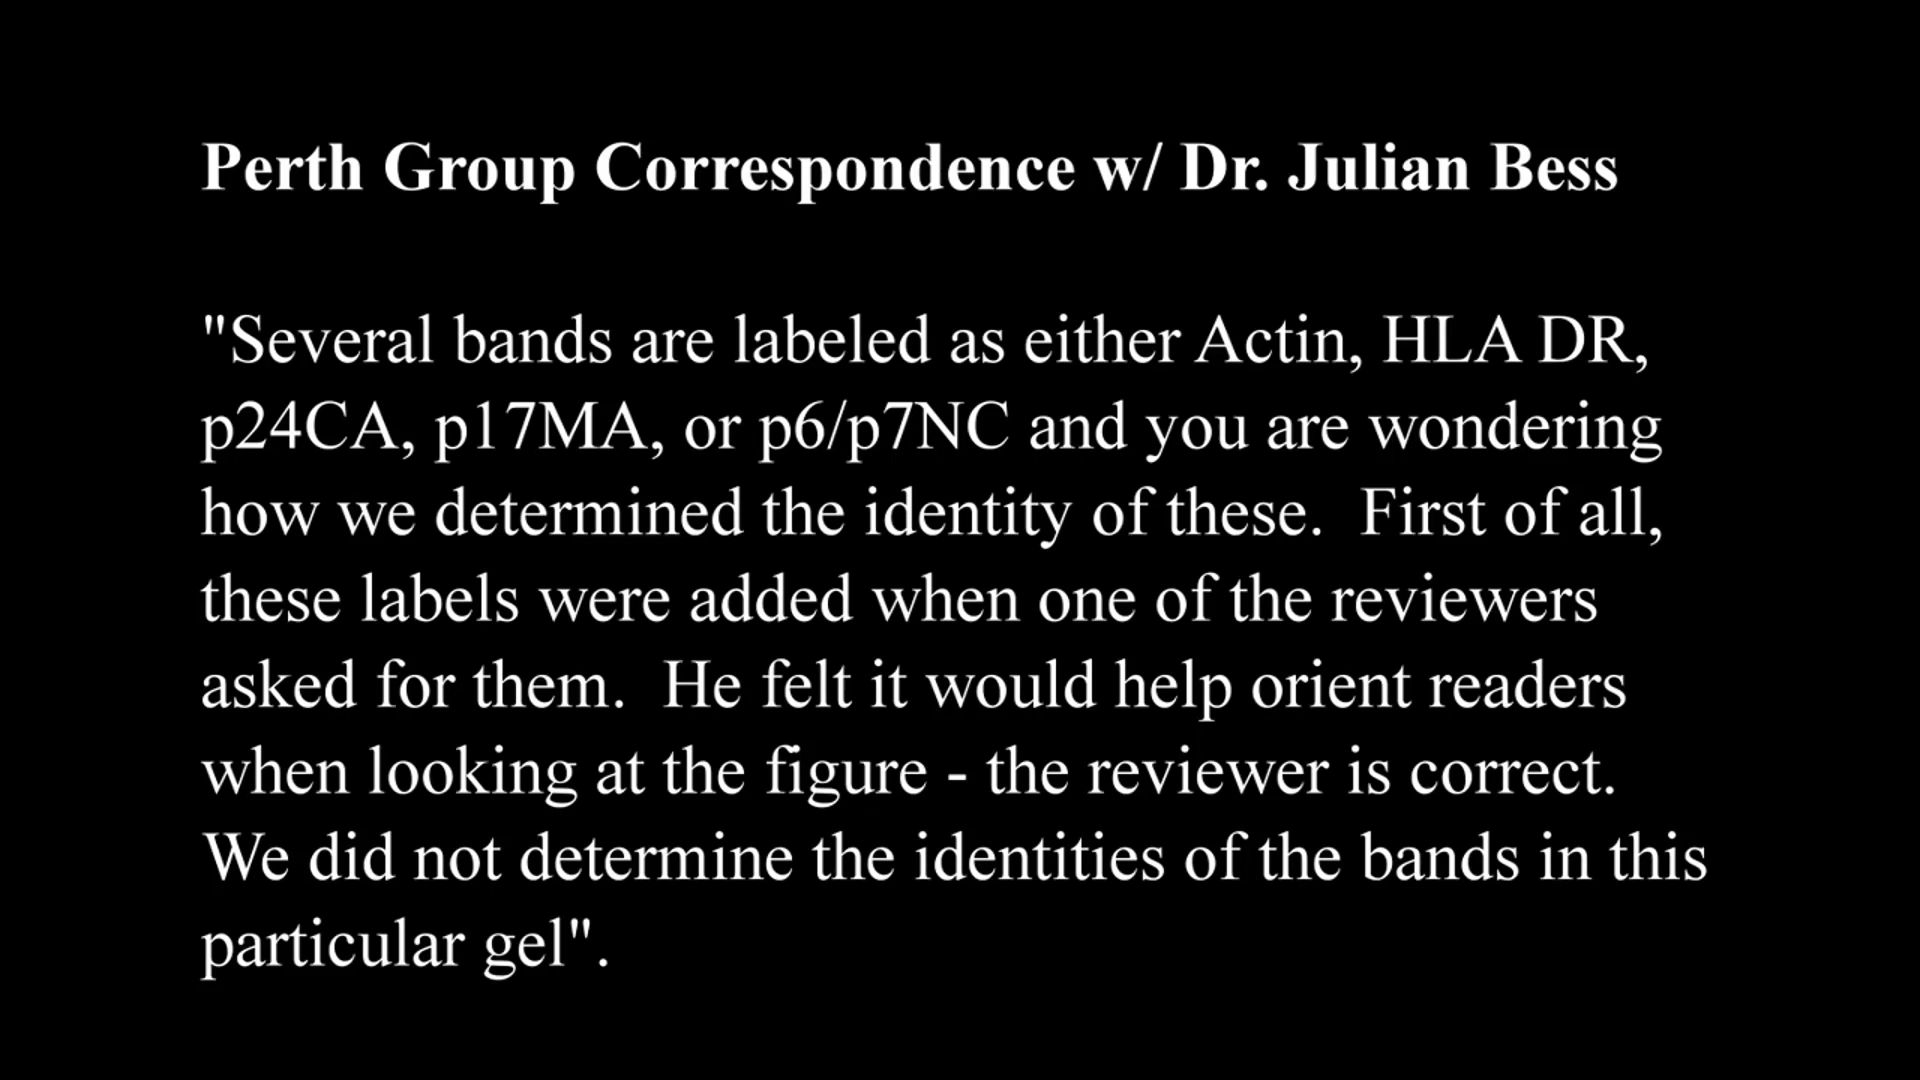 Perth Group Correspondence w/ Dr. Julian Bess
"Several bands are labeled as either Actin, HLA DR,
p24CA, p17MA, or p6/p7NC and you are wondering
how we determined the identity of these.  First of all,
these labels were added when one of the reviewers
asked for them.  He felt it would help orient readers
when looking at the figure - the reviewer is correct.
We did not determine the identities of the bands in this
particular gel".